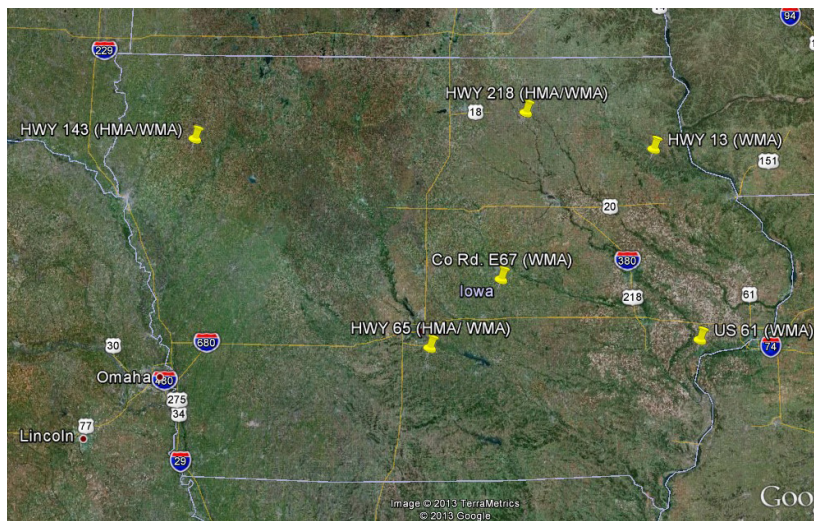 94
229
HWY 218 (HMA/WMA)
18
HWY 143 (HMA/WMA)
HWY 13 (WMA)
151
20
Co Rd. E67 (WMA)
380
Iowa
218
61
HWY 65 (HMA/ WMA)
US 61 (WMA)
30
680
74
Omaha
480
275
34
77
Lincoln
29
Image © 2013 TerraMetrics
© 2013 Google
Goo